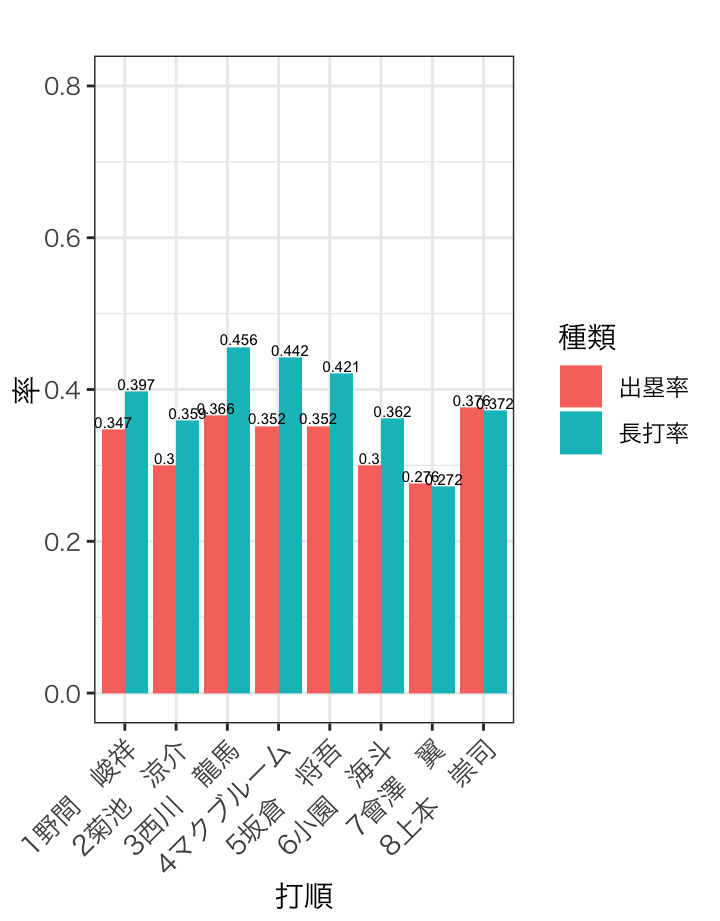 0.8
0.6
0.4
0.2
0.0
率
0.347
0.397
0.3
0.359
0.366
0.456
0.352
0.442
0.352
0.421
0.3
0.362
0.276
0.272
0.376
0.372
1野間　峻祥
2菊池　涼介
3西川　龍馬
4マクブルーム
5坂倉　将吾
6小園　海斗
7會澤　翼
8上本　崇司
打順
種類
出塁率
長打率